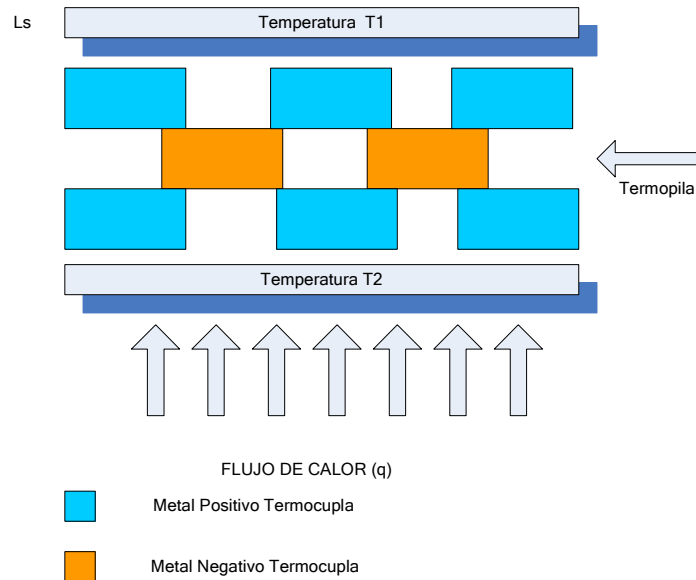 Ls
Temperatura T1
Termopila
Temperatura T2
FLUJO DE CALOR (q)
Metal Positivo Termocupla
Metal Negativo Termocupla